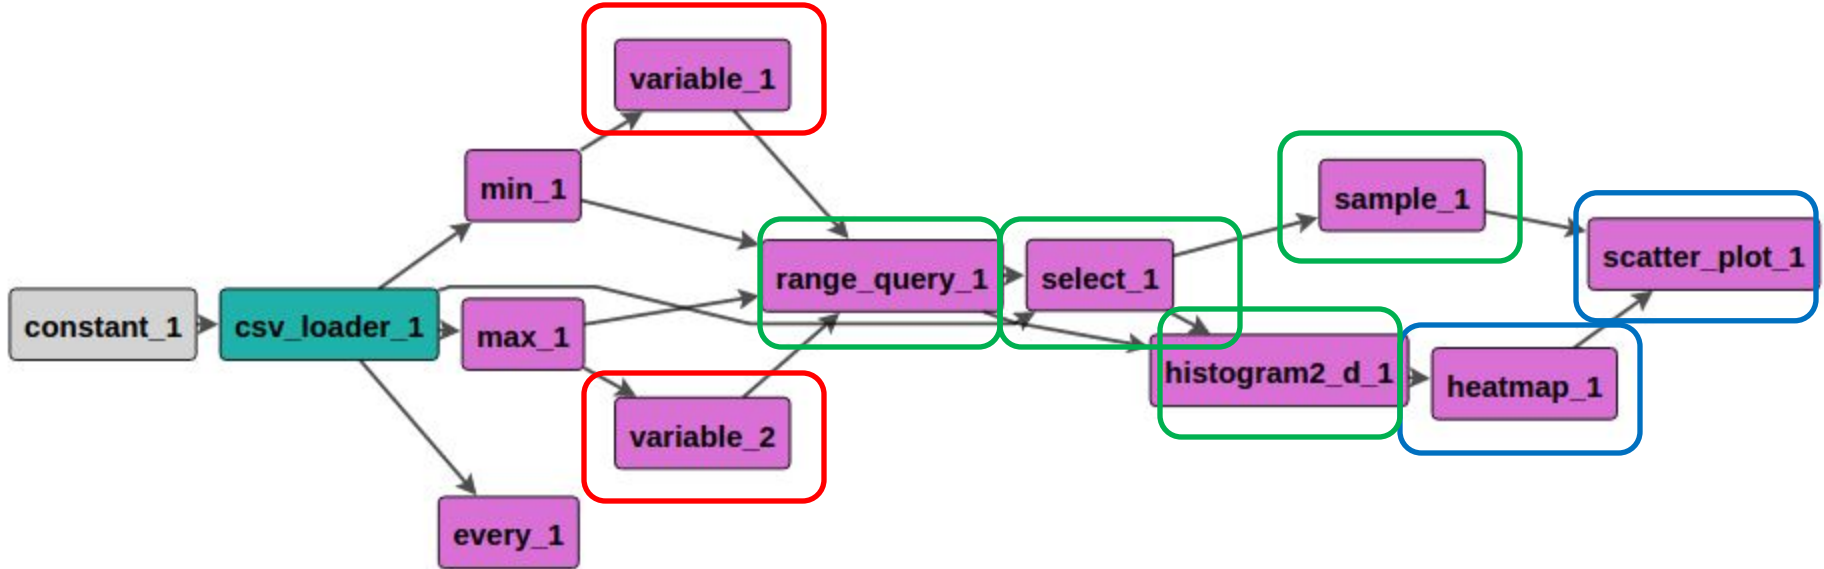 variable_1
min_1
sample_1
scatter_plot_1
range_query_1
select_1
constant_1
csv_loader_1
max_1
histogram2_d_1
heatmap_1
variable_2
every_1